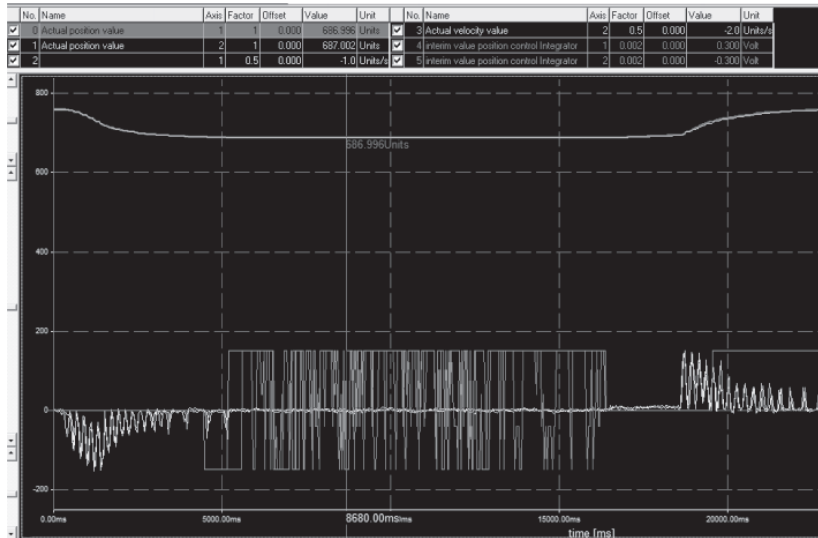 No. Name Axis Factor Offset Value Unit No. Name Axis Factor Offset Value Unit
0 Actual position value 1 1 0.000 686.996 Units 3 Actual velocity value 2 0.5 0.000 -2.0 Units/s
1 Actual position value 2 1 0.000 687.002 Units 4 interim value position control Integrator 1 0.002 0.000 0.300 Volt
2 1 0.5 0.000 -1.0 Units/s 5 interim value position control Integrator 2 0.002 0.000 -0.300 Volt
800
686.996Units
600
400
200
0
-200
0.00ms 5000.00ms 8680.00ms 15000.00ms 20000.00ms
time [ms]